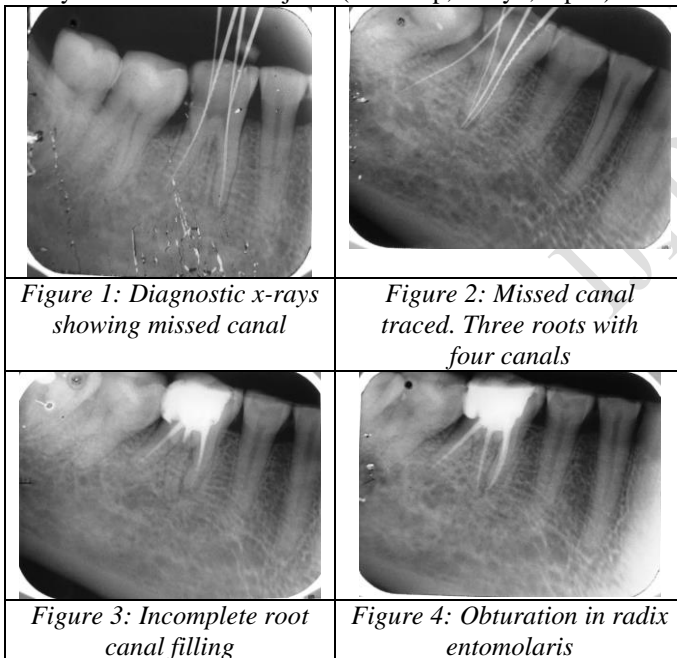 Figure 1: Diagnostic x-rays
showing missed canal
Figure 2: Missed canal
traced. Three roots with
four canals
Figure 3: Incomplete root
canal filling
Figure 4: Obturation in radix
entomolaris